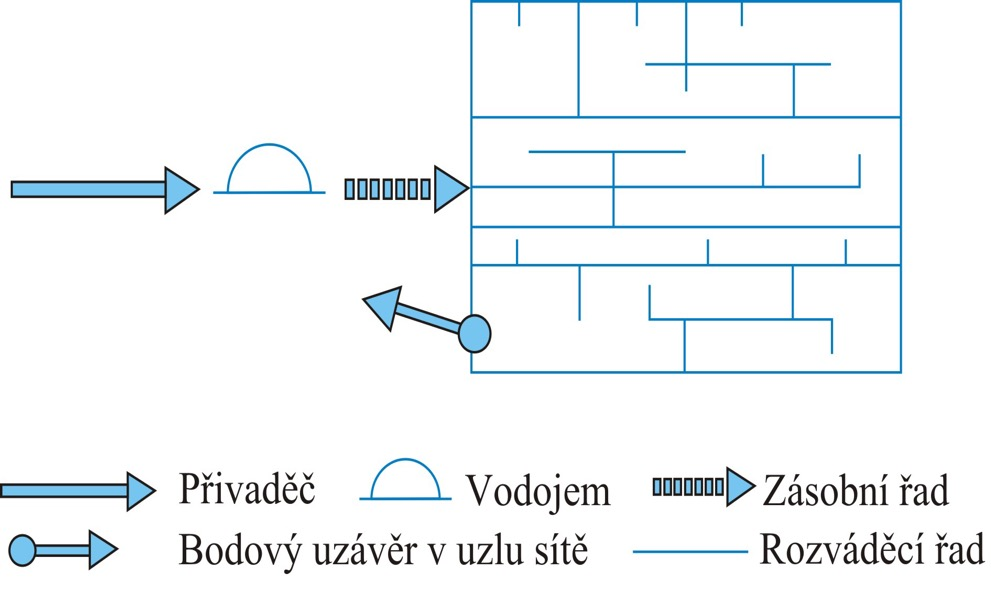 Přivaděč
Vodojem
Zásobní řad
Bodový uzávěr v uzlu sítě
Rozváděcí řad